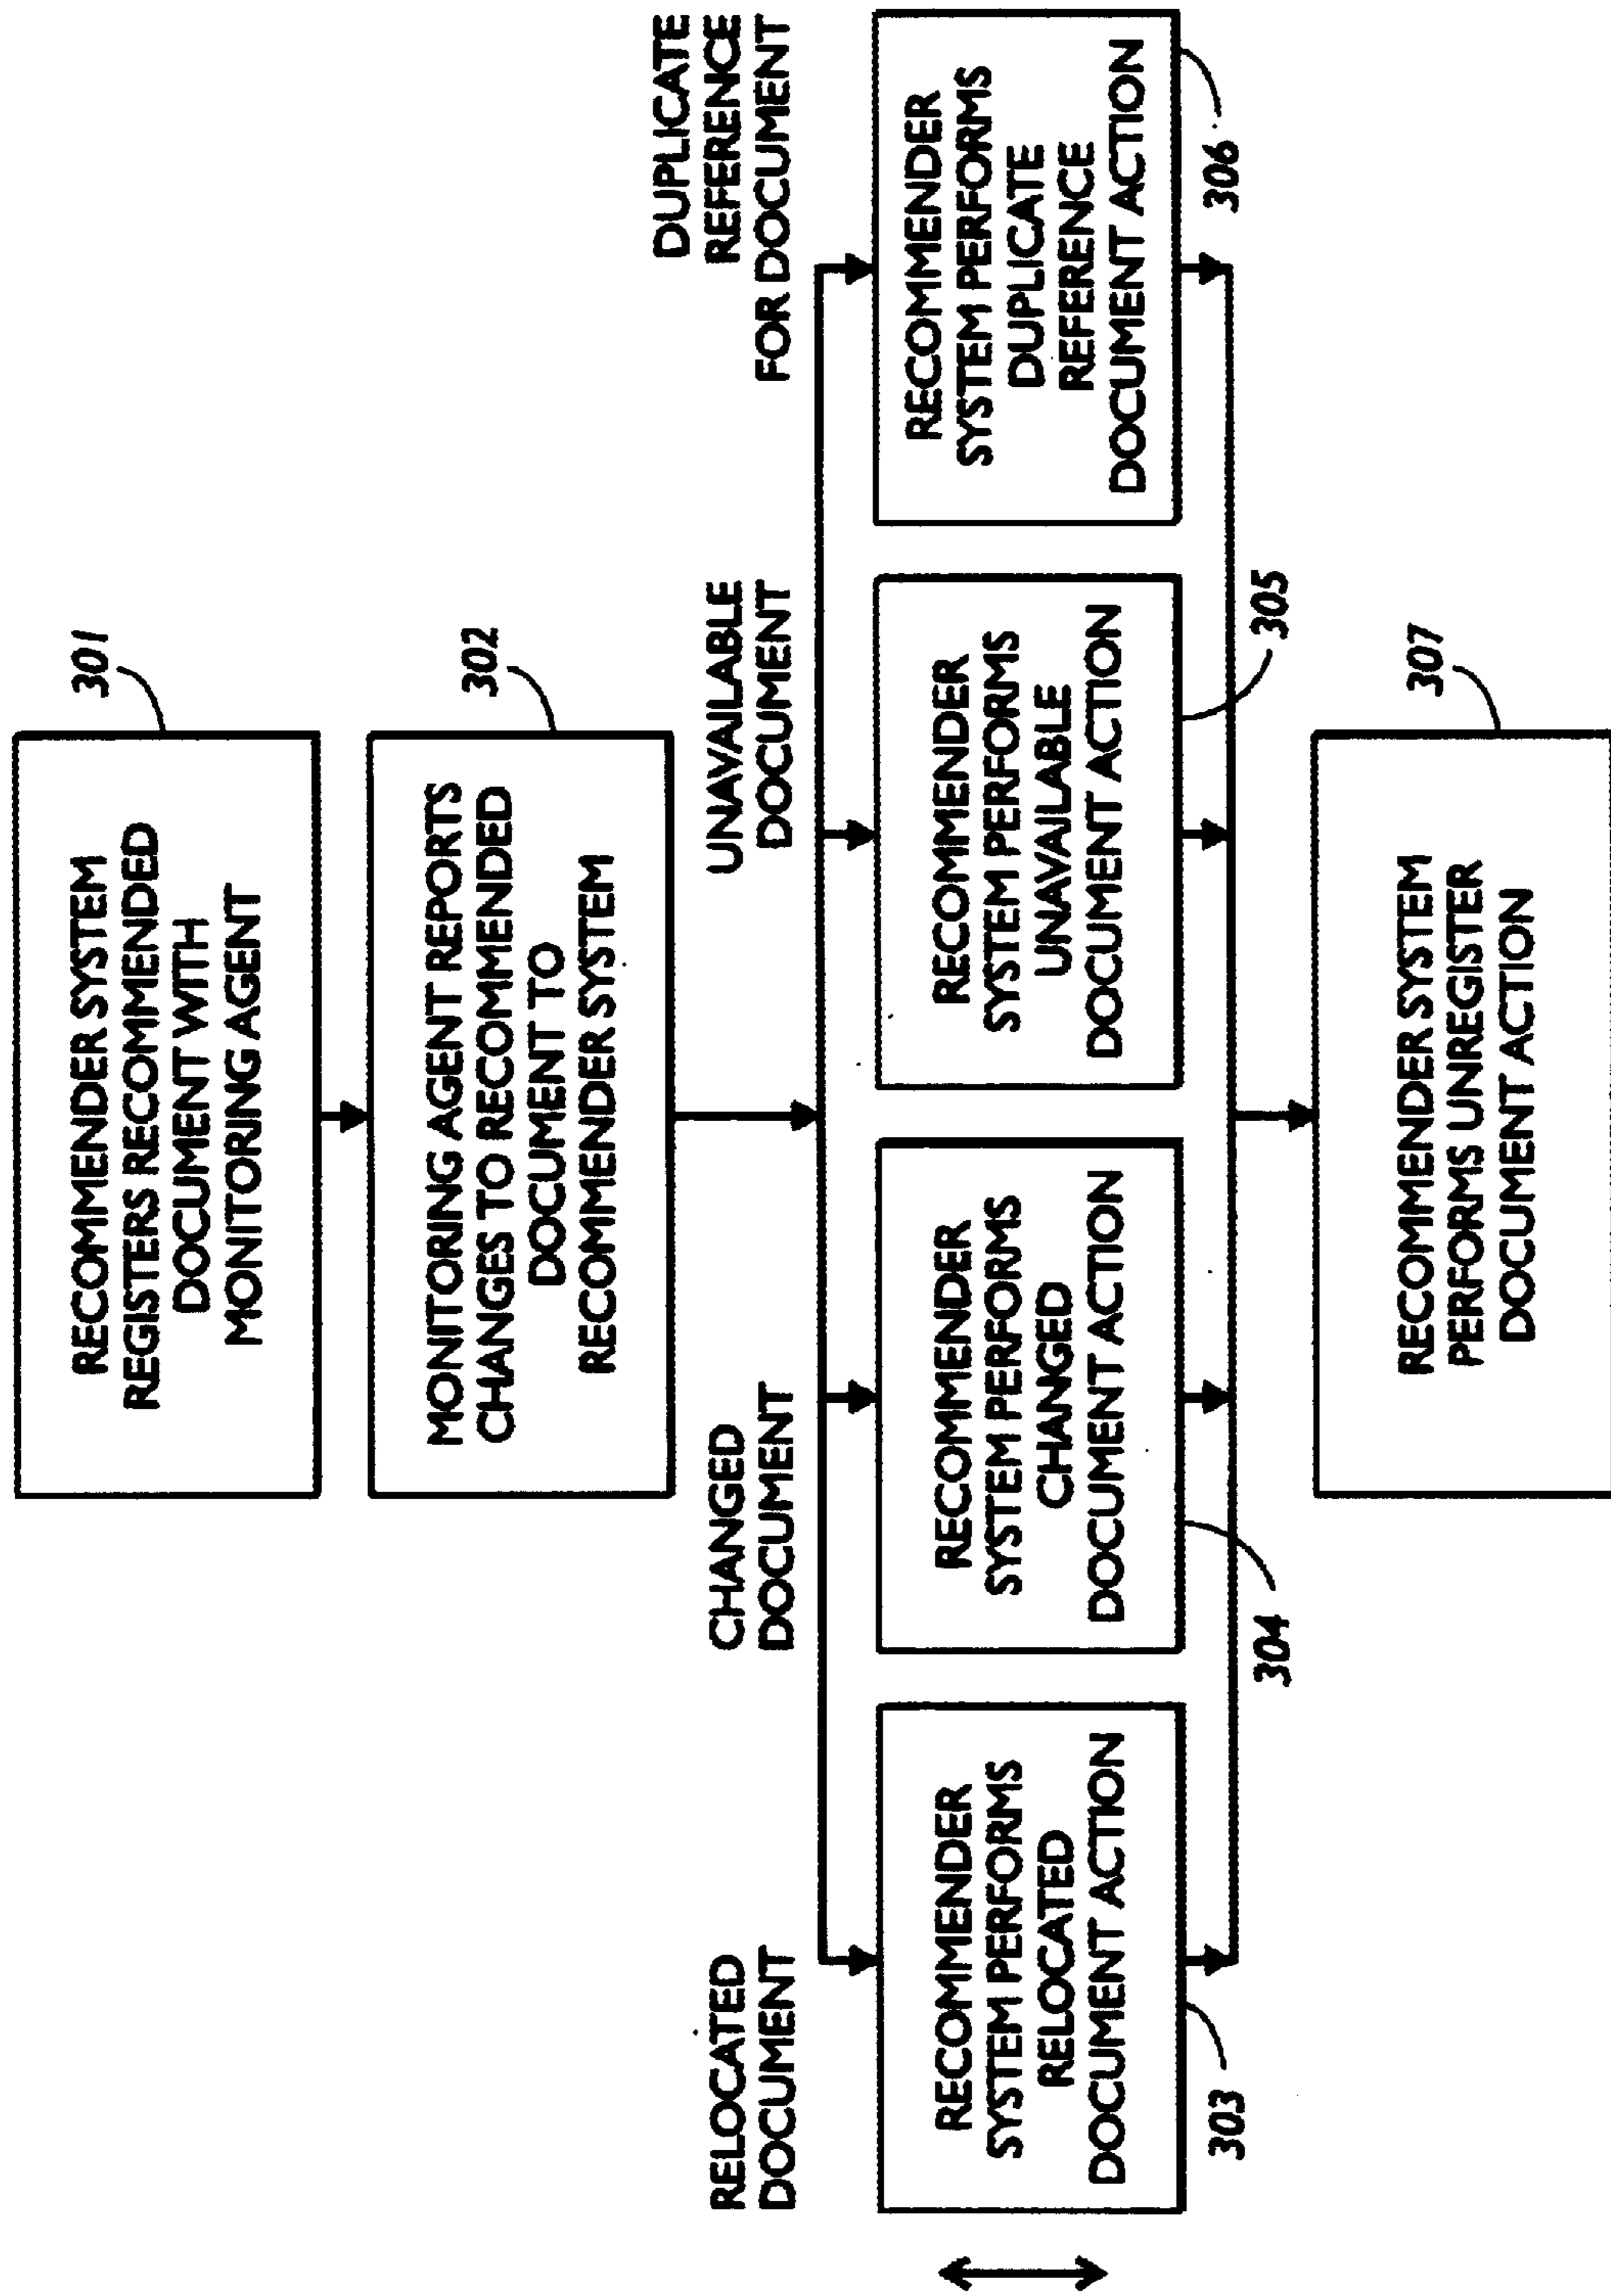 RECOMMENDER SYSTEM
REGISTERS RECOMMENDED
DOCUMENT WITH
MONITORING AGENT
301
MONITORING AGENT REPORTS
CHANGES TO RECOMMENDED
DOCUMENT TO
RECOMMENDER SYSTEM
302
RELOCATED
DOCUMENT
CHANGED
DOCUMENT
UNAVAILABLE
DOCUMENT
DUPLICATE
REFERENCE
FOR DOCUMENT
RECOMMENDER
SYSTEM PERFORMS
RELOCATED
DOCUMENT ACTION
303
RECOMMENDER
SYSTEM PERFORMS
CHANGED
DOCUMENT ACTION
304
RECOMMENDER
SYSTEM PERFORMS
UNAVAILABLE
DOCUMENT ACTION
305
RECOMMENDER
SYSTEM PERFORMS
DUPLICATE
REFERENCE
DOCUMENT ACTION
306
RECOMMENDER SYSTEM
PERFORMS UNREGISTER
DOCUMENT ACTION
307